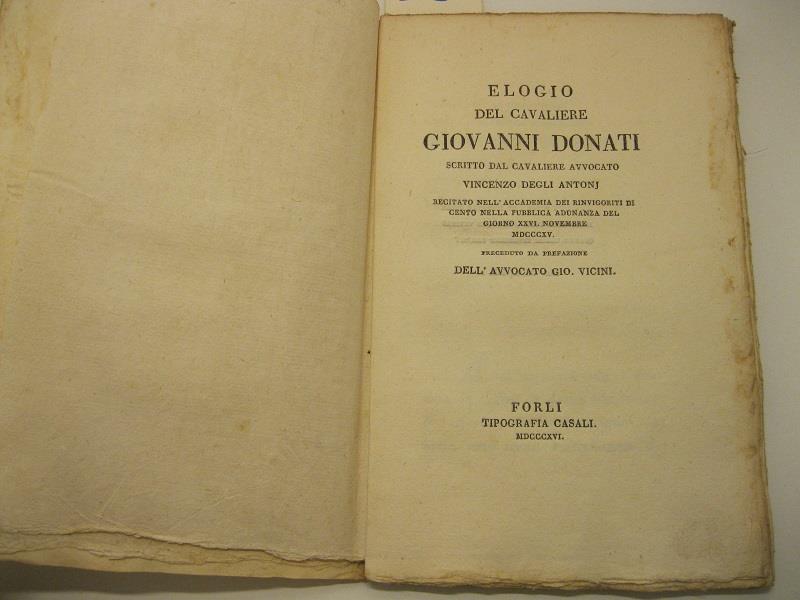 ELOGIO
DEL CAVALIERE
GIOVANNI DONATI
SCRITTO DAL CAVALIERE AVVOCATO
VINCENZO DEGLI ANTONJ
RECITATO NELL' ACCADEMIA DEI RINVIGORITI DI
CENTO NELLA PUBBLICA ADUNANZA DEL
GIORNO XXVI. NOVEMBRE
MDCCCXV.
PRECEDUTO DA PREFAZIONE
DELL' AVVOCATO GIO. VICINI.
FORLI
TIPOGRAFIA CASALI.
MDCCCXVI.